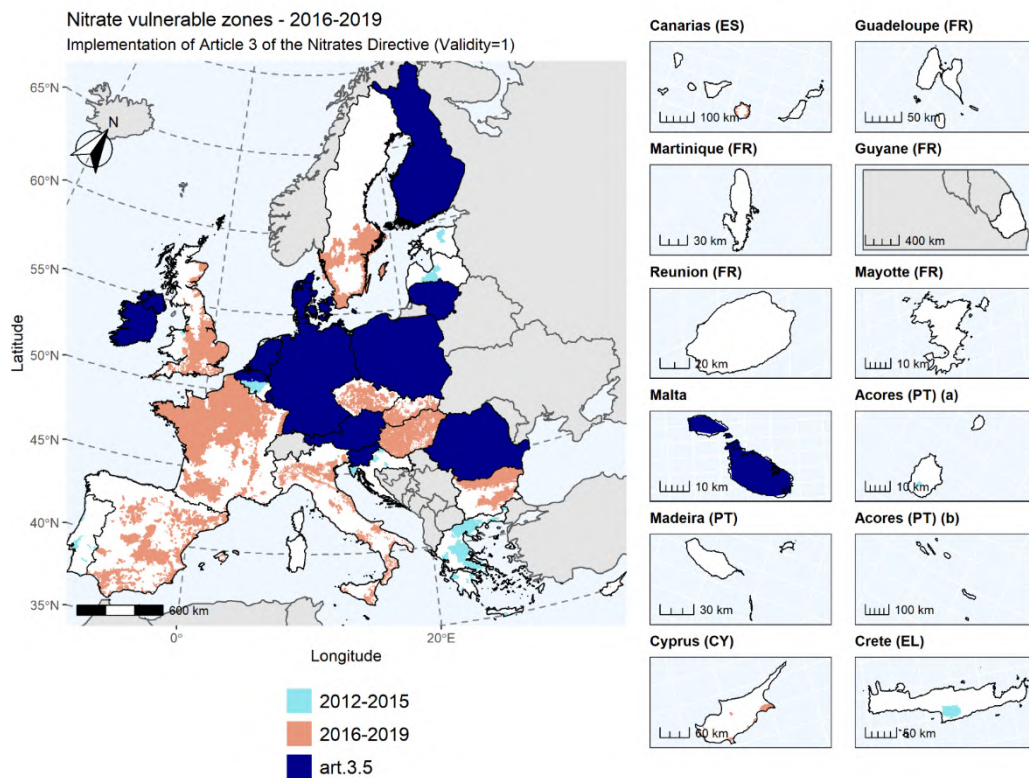 Nitrate vulnerable zones - 2016-2019
Implementation of Article 3 of the Nitrates Directive (Validity=1)
65°N
60°N
55°N
50°N
45°N
40°N
35°N
N
Latitude
600 km
0°
20°E
Longitude
2012-2015
2016-2019
art.3.5
Canarias (ES)
100 km
Guadeloupe (FR)
50 km
Martinique (FR)
30 km
Guyane (FR)
400 km
Reunion (FR)
20 km
Mayotte (FR)
10 km
Malta
10 km
Acores (PT) (a)
10 km
Madeira (PT)
30 km
Acores (PT) (b)
100 km
Cyprus (CY)
60 km
Crete (EL)
50 km